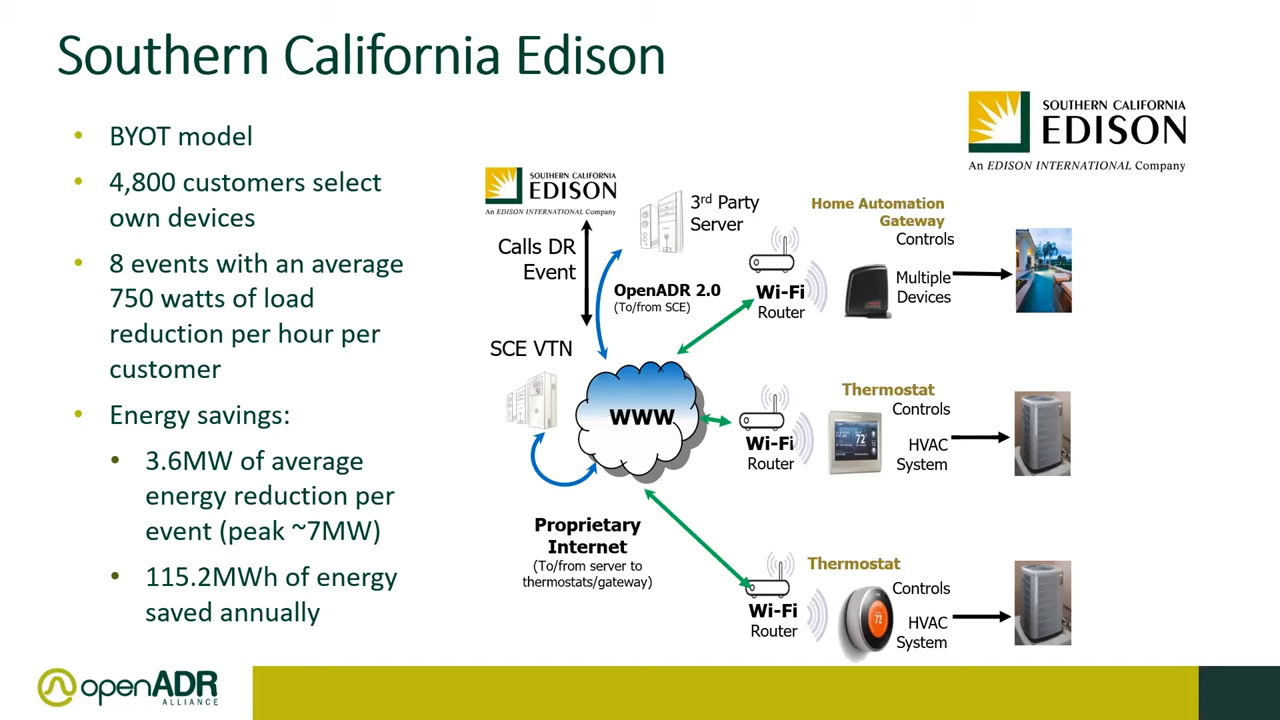 Southern California Edison
• BYOT model
• 4,800 customers select
own devices
• 8 events with an average
750 watts of load
reduction per hour per
customer
• Energy savings:
• 3.6MW of average
energy reduction per
event (peak ~7MW)
• 115.2MWh of energy
saved annually
SOUTHERN CALIFORNIA
EDISON
An EDISON INTERNATIONAL Company
SOUTHERN CALIFORNIA
EDISON
An EDISON INTERNATIONAL Company
Calls DR
Event
SCE VTN
3rd Party
Server
OpenADR 2.0
(To/from SCE)
WWW
Proprietary
Internet
(To/from server to
thermostats/gateway)
Wi-Fi
Router
Home Automation
Gateway
Controls
Multiple
Devices
Wi-Fi
Router
Thermostat
Controls
72
HVAC
System
Wi-Fi
Router
Thermostat
Controls
72
HVAC
System
openADR
ALLIANCE